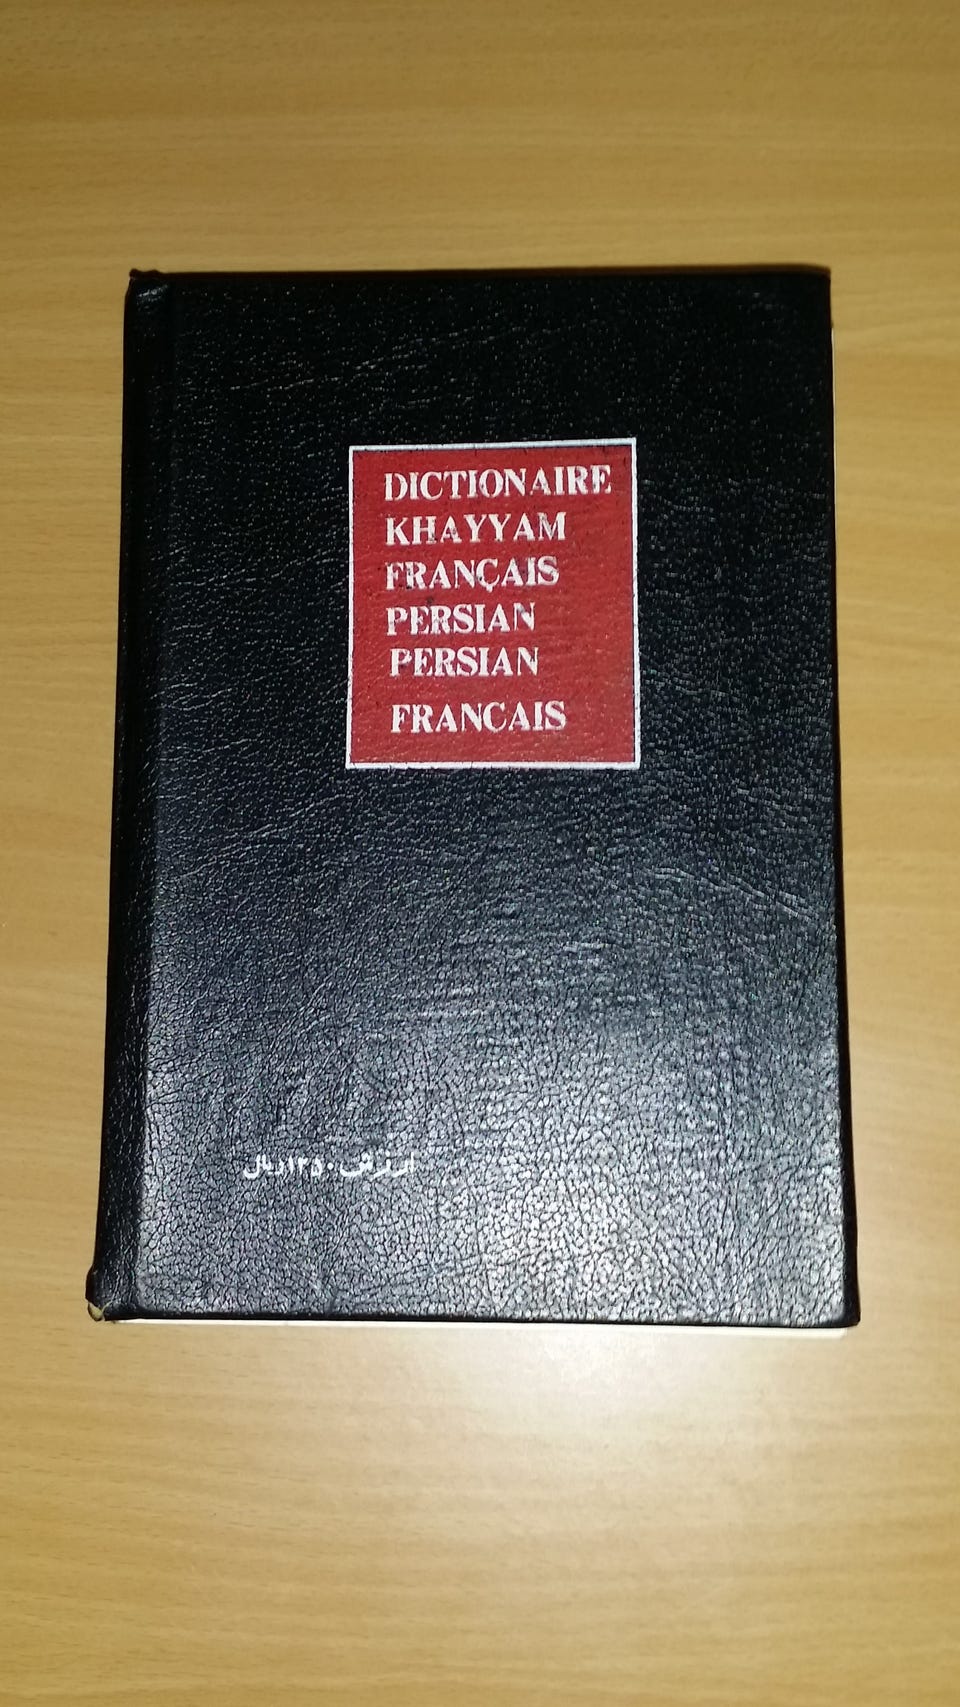 DICTIONAIRE
KHAYYAM
FRANÇAIS
PERSIAN
PERSIAN
FRANCAIS
ارزش ۱۲۵۰ ریال